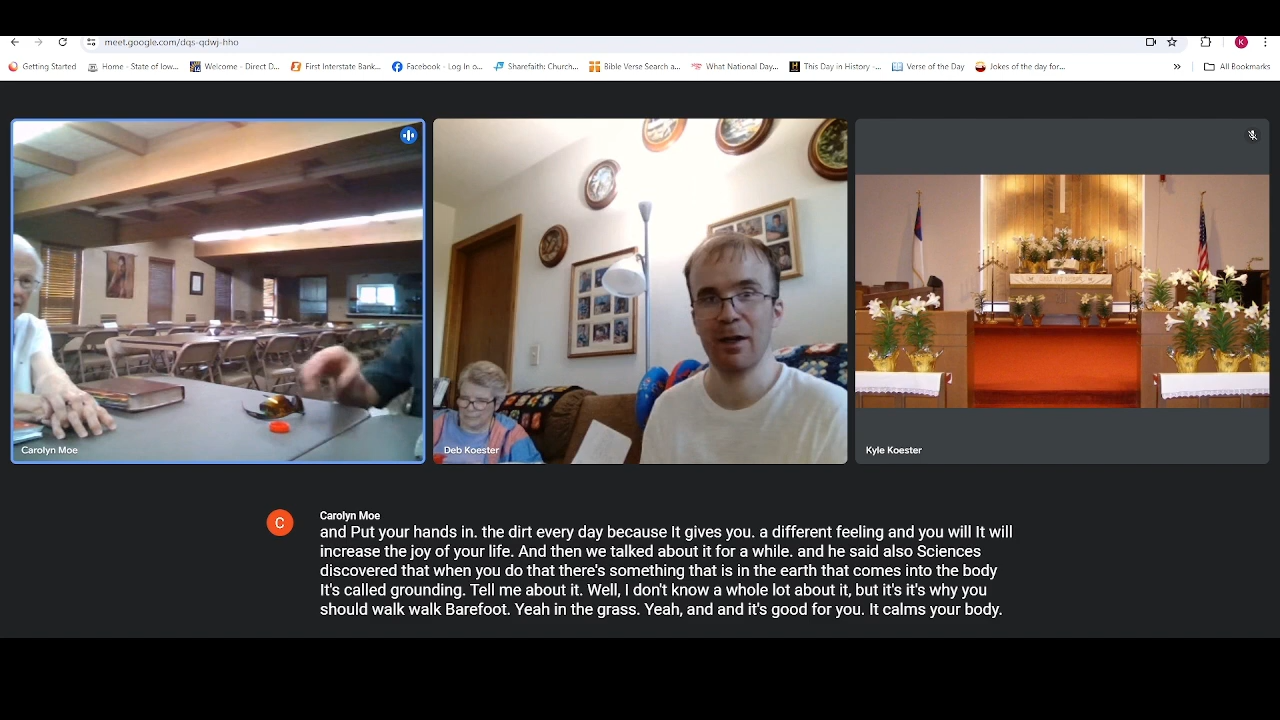 meet.google.com/dqs-qdwj-hho
Getting Started Home - State of Iow... Welcome - Direct D... First Interstate Bank... Facebook - Log In o... Sharefaith: Church... Bible Verse Search a... What National Day... This Day in History -... Verse of the Day Jokes of the day for... » All Bookmarks
K
Carolyn Moe
Deb Koester
Kyle Koester
C
Carolyn Moe
and Put your hands in. the dirt every day because It gives you. a different feeling and you will It will
increase the joy of your life. And then we talked about it for a while. and he said also Sciences
discovered that when you do that there's something that is in the earth that comes into the body
It's called grounding. Tell me about it. Well, I don't know a whole lot about it, but it's it's why you
should walk walk Barefoot. Yeah in the grass. Yeah, and and it's good for you. It calms your body.